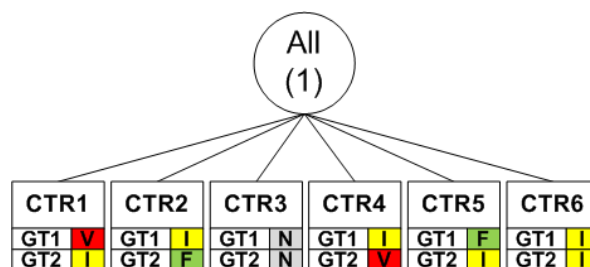 All
(1)
CTR1 CTR2 CTR3 CTR4 CTR5 CTR6
GT1 V GT1 I GT1 N GT1 I GT1 F GT1 I
GT2 I GT2 F GT2 N GT2 V GT2 I GT2 I